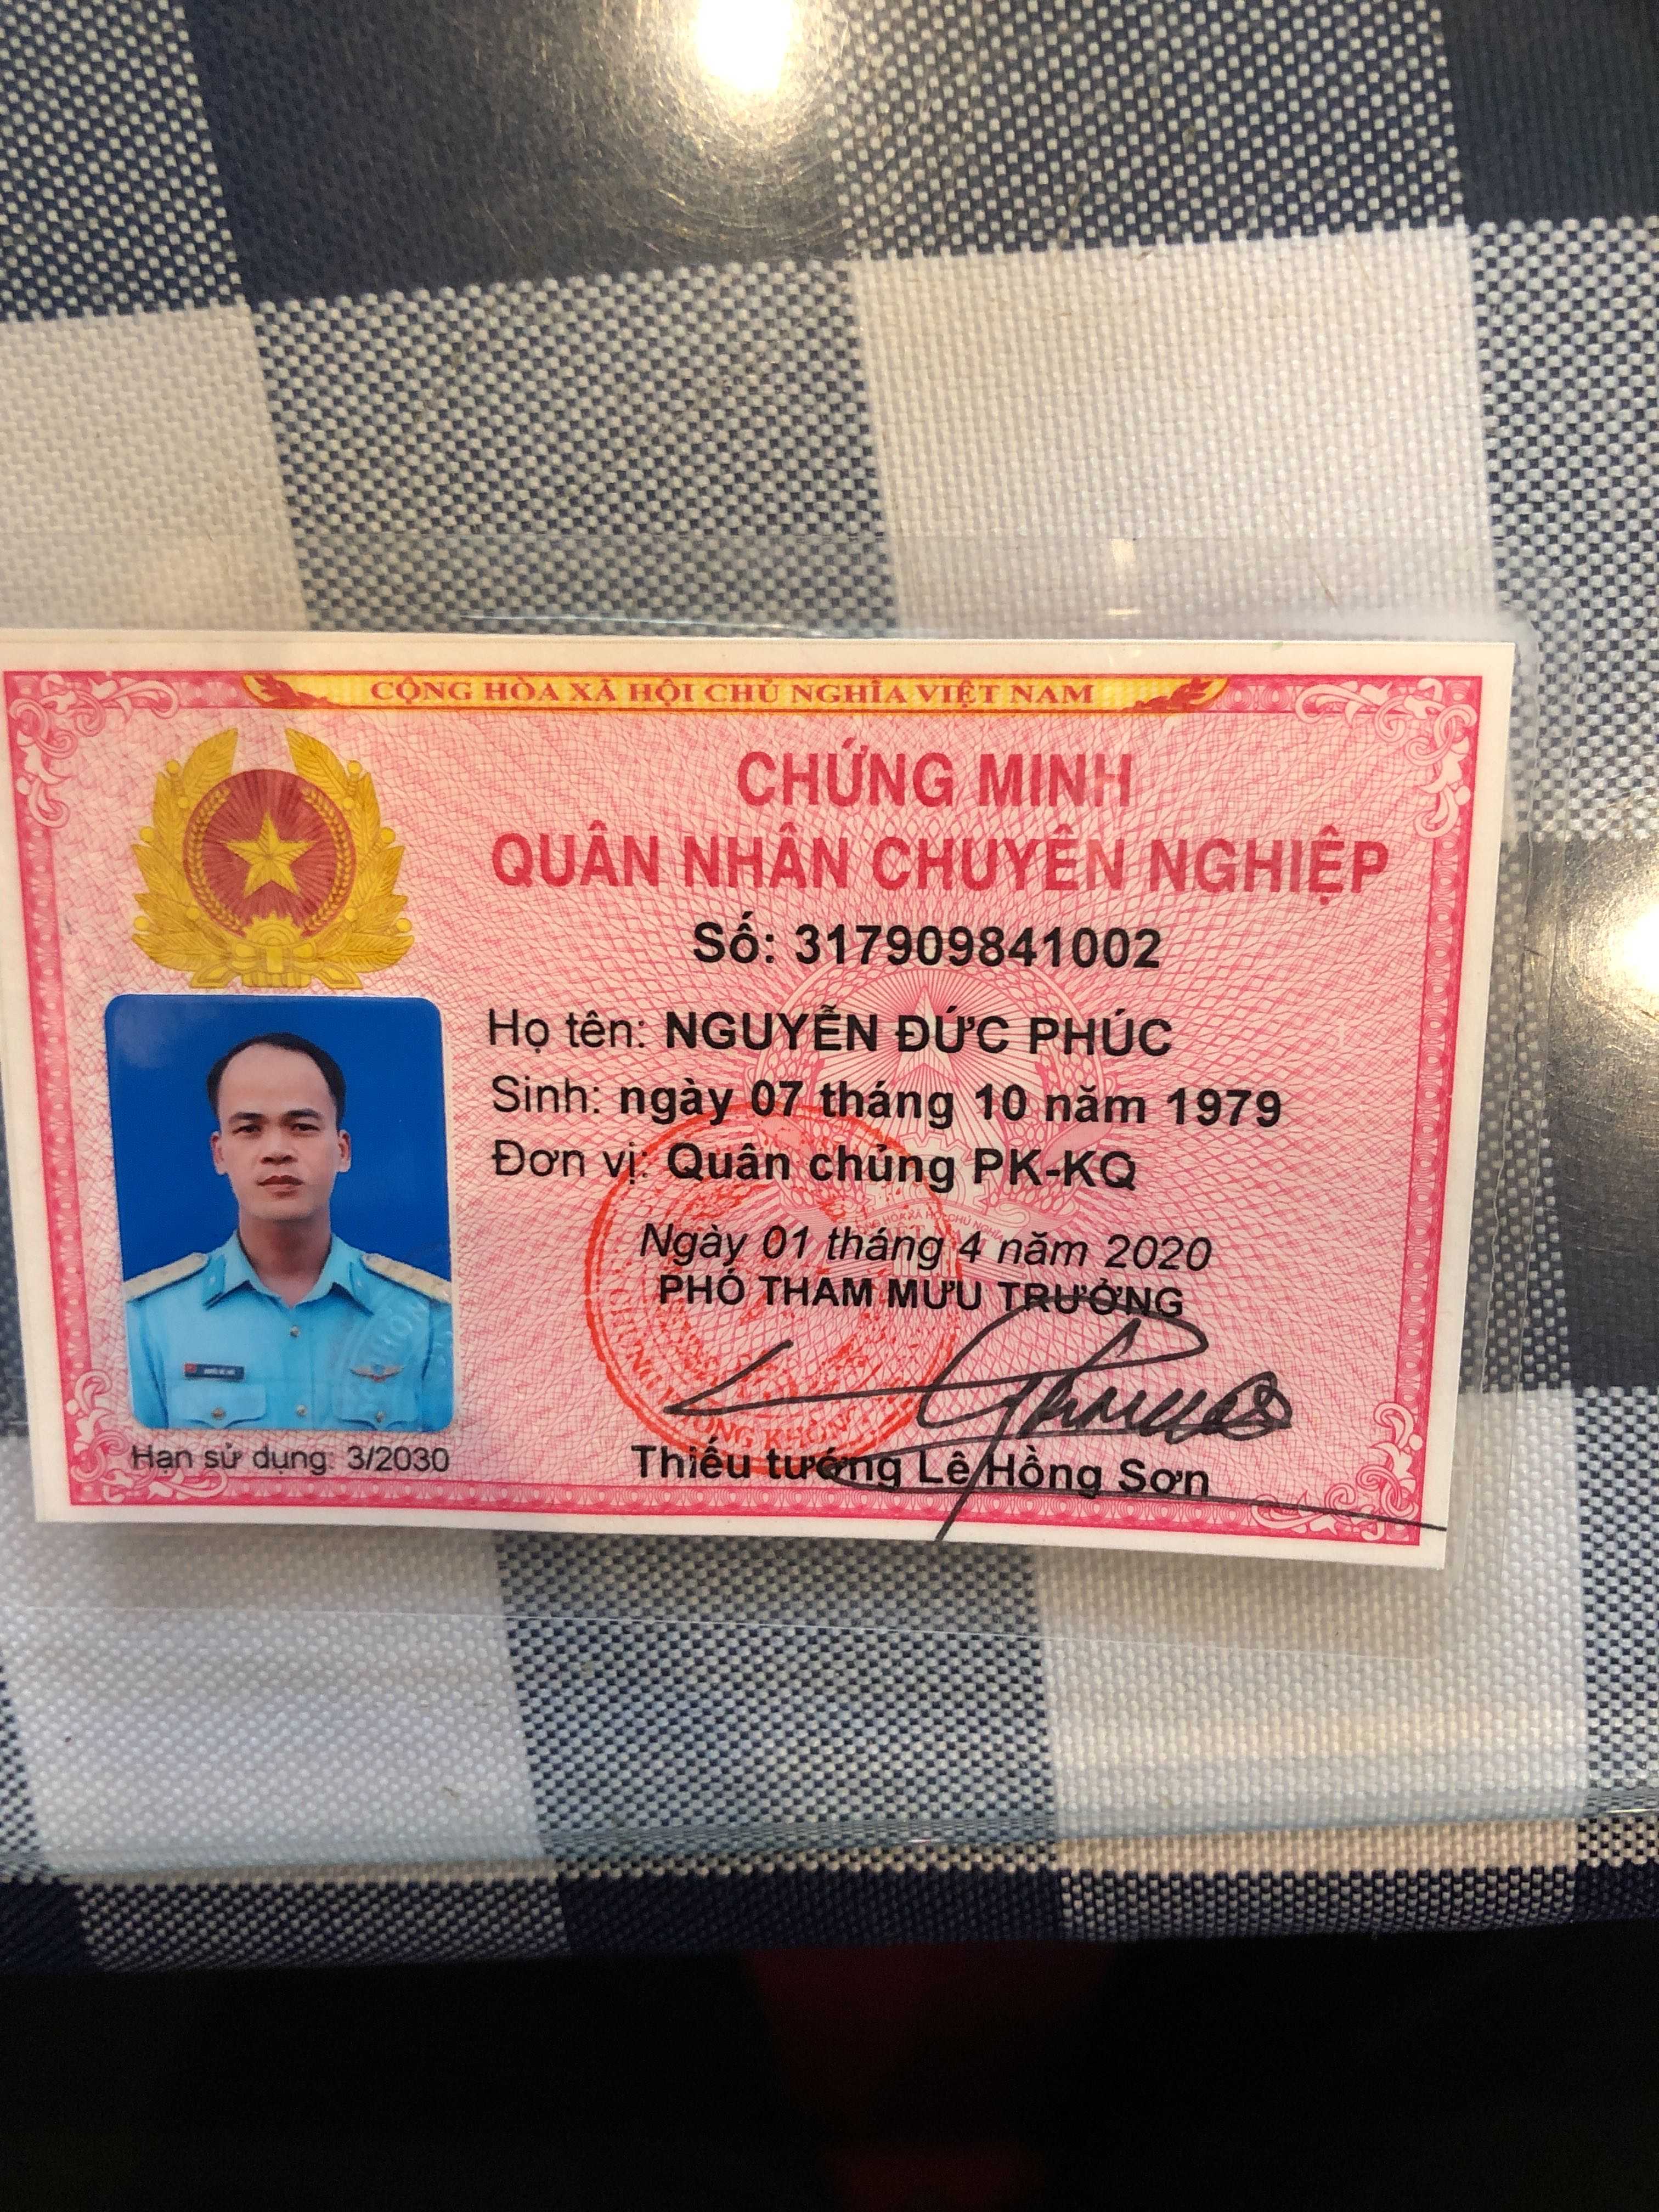 CỘNG HÒA XÃ HỘI CHỦ NGHĨA VIỆT NAM
CHỨNG MINH
QUÂN NHÂN CHUYÊN NGHIỆP
Số: 317909841002
Họ tên: NGUYỄN ĐỨC PHÚC
Sinh: ngày 07 tháng 10 năm 1979
Đơn vị: Quân chủng PK-KQ
Ngày 01 tháng 4 năm 2020
PHÓ THAM MƯU TRƯỞNG
Thiếu tướng Lê Hồng Sơn
Hạn sử dụng: 3/2030